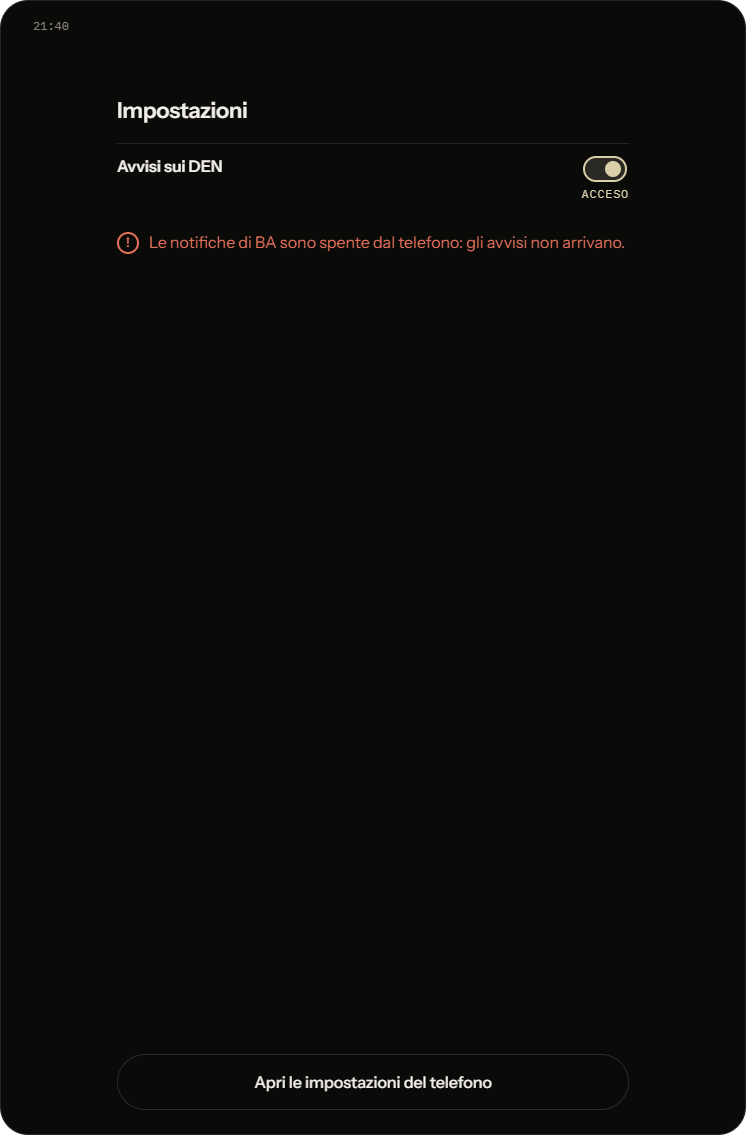 21:40
Impostazioni
Avvisi sui DEN
ACCESO
! Le notifiche di BA sono spente dal telefono: gli avvisi non arrivano.
Apri le impostazioni del telefono